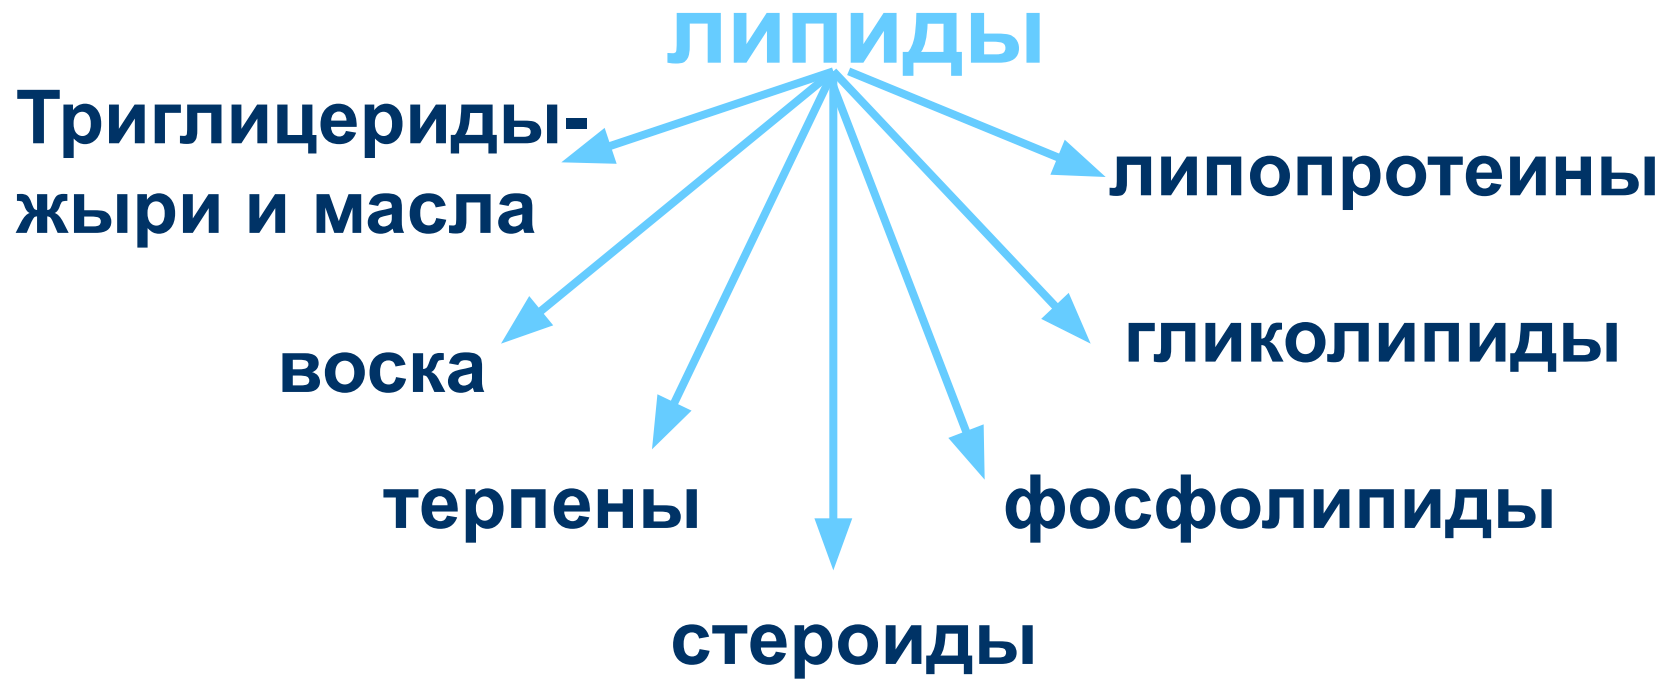 липиды
Триглицериды-
жыри и масла
липопротеины
воска
гликолипиды
терпены
фосфолипиды
стероиды